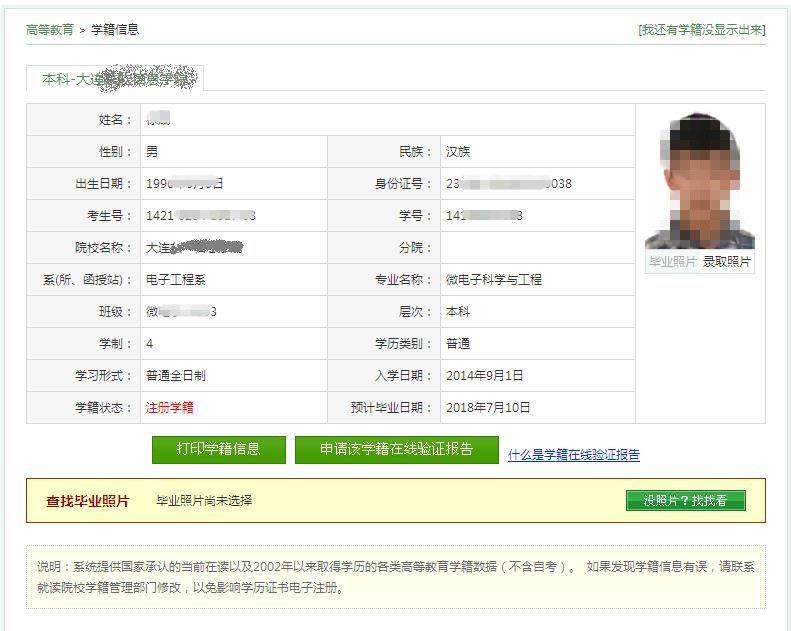 高等教育 > 学籍信息 [我还有学籍没显示出来]
本科-大连
姓名：
性别： 男 民族： 汉族
出生日期： 199 日 身份证号： 23 038
考生号： 1421 学号： 141 3
院校名称： 大连 分院：
系(所、函授站)： 电子工程系 专业名称： 微电子科学与工程
班级： 微 3 层次： 本科
学制： 4 学历类别： 普通
学习形式： 普通全日制 入学日期： 2014年9月1日
学籍状态： 注册学籍 预计毕业日期： 2018年7月10日
毕业照片 录取照片
打印学籍信息 申请该学籍在线验证报告 什么是学籍在线验证报告
查找毕业照片 毕业照片尚未选择 没照片？找找看
说明：系统提供国家承认的当前在读以及2002年以来取得学历的各类高等教育学籍数据（不含自考）。 如果发现学籍信息有误，请联系
就读院校学籍管理部门修改，以免影响学历证书电子注册。